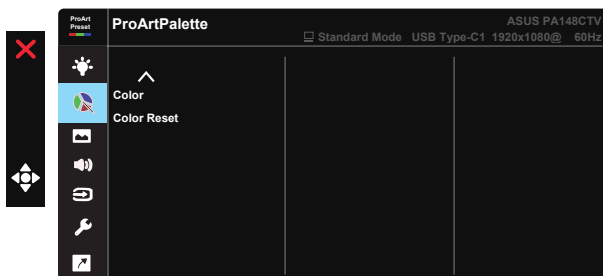 ProArt
Preset
ProArtPalette
ASUS PA148CTV
Standard Mode USB Type-C1 1920x1080@ 60Hz
Color
Color Reset